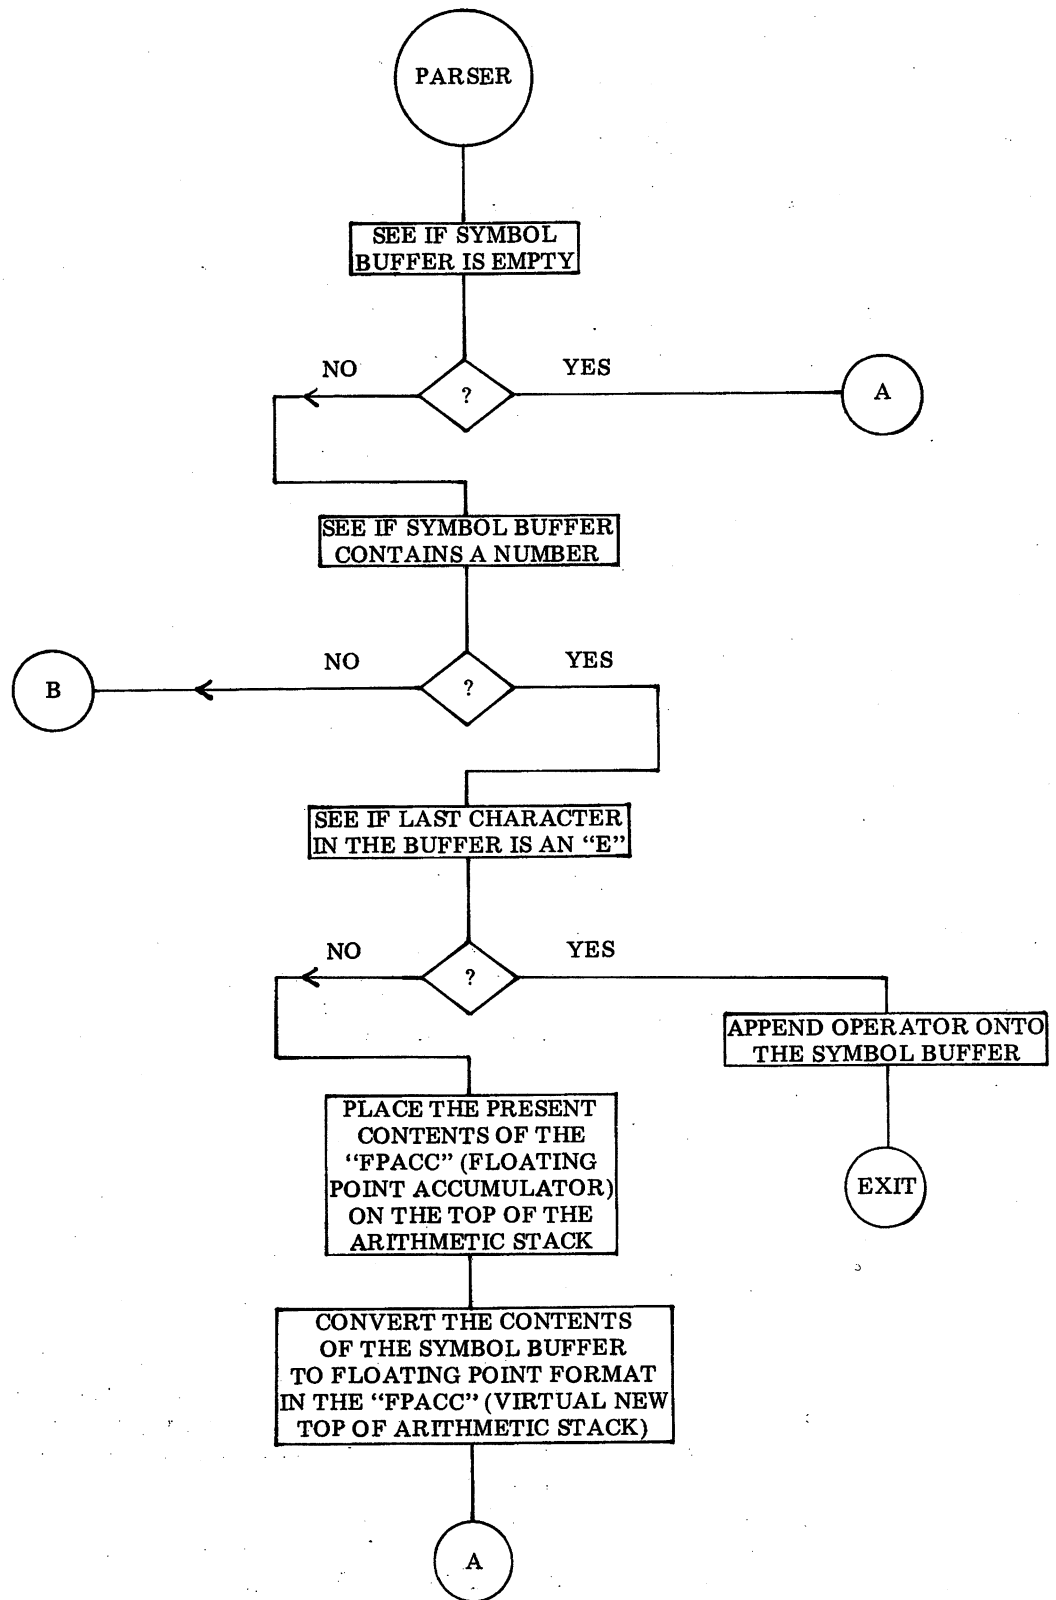 PARSER
SEE IF SYMBOL
BUFFER IS EMPTY
NO
YES
?
A
SEE IF SYMBOL BUFFER
CONTAINS A NUMBER
NO
YES
B
?
SEE IF LAST CHARACTER
IN THE BUFFER IS AN “E”
NO
YES
?
APPEND OPERATOR ONTO
THE SYMBOL BUFFER
PLACE THE PRESENT
CONTENTS OF THE
“FPACC” (FLOATING
POINT ACCUMULATOR)
ON THE TOP OF THE
ARITHMETIC STACK
EXIT
CONVERT THE CONTENTS
OF THE SYMBOL BUFFER
TO FLOATING POINT FORMAT
IN THE “FPACC” (VIRTUAL NEW
TOP OF ARITHMETIC STACK)
A